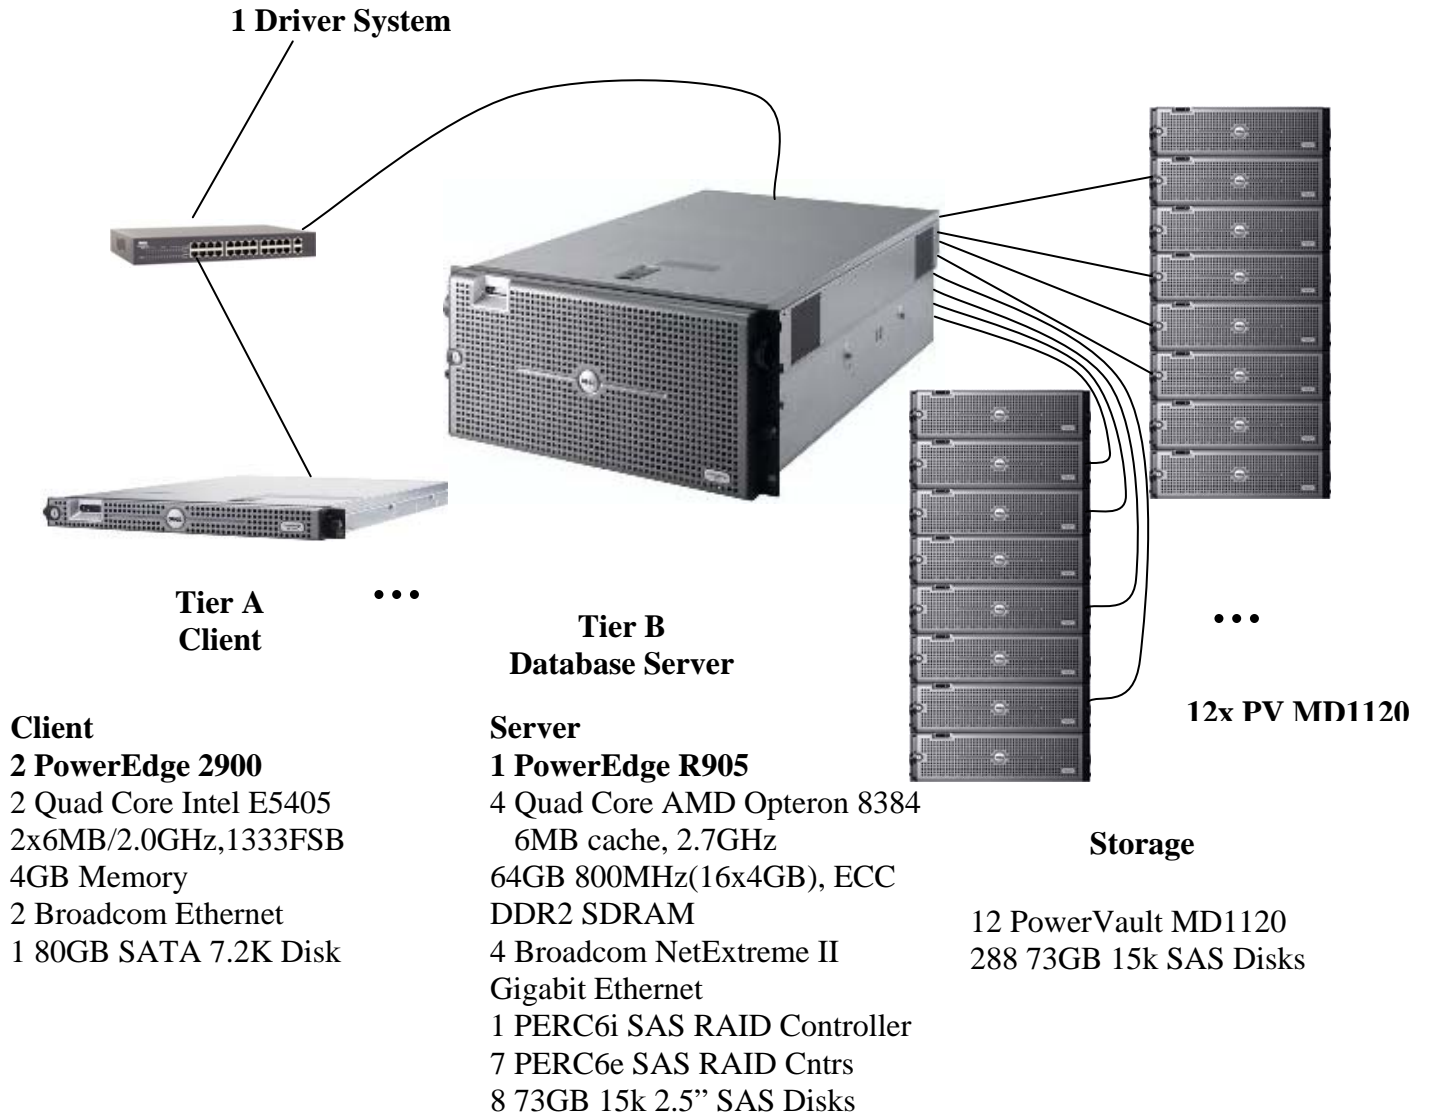 1 Driver System
Tier A
Client
...
Tier B
Database Server
...
12x PV MD1120
Client
2 PowerEdge 2900
2 Quad Core Intel E5405
2x6MB/2.0GHz,1333FSB
4GB Memory
2 Broadcom Ethernet
1 80GB SATA 7.2K Disk
Server
1 PowerEdge R905
4 Quad Core AMD Opteron 8384
6MB cache, 2.7GHz
64GB 800MHz(16x4GB), ECC
DDR2 SDRAM
4 Broadcom NetExtreme II
Gigabit Ethernet
1 PERC6i SAS RAID Controller
7 PERC6e SAS RAID Cntrs
8 73GB 15k 2.5” SAS Disks
Storage
12 PowerVault MD1120
288 73GB 15k SAS Disks